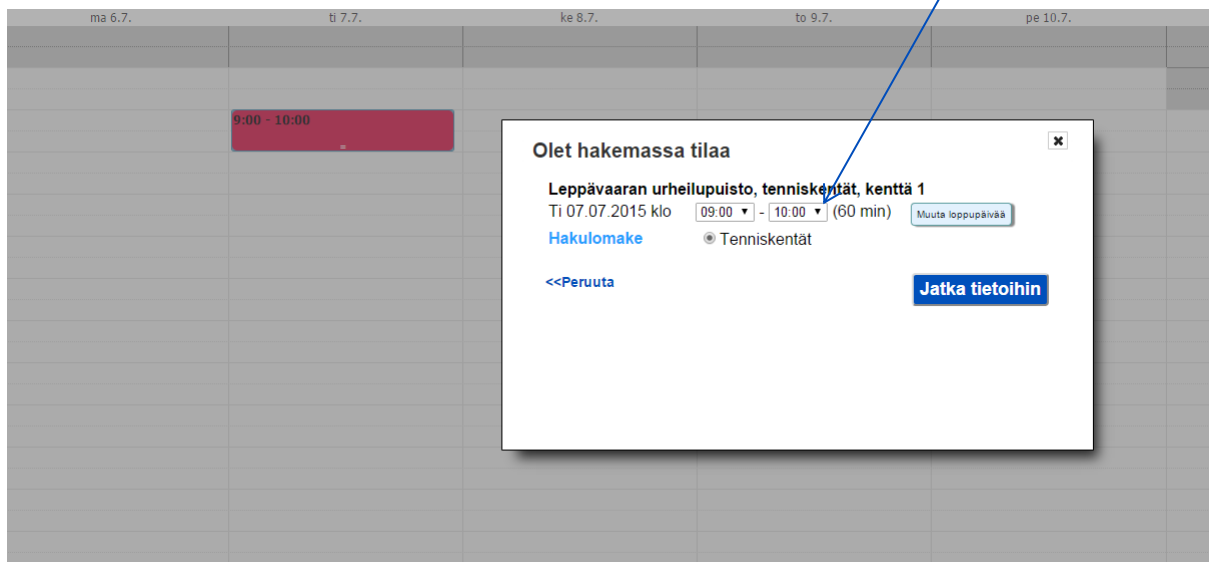 ma 6.7. ti 7.7. ke 8.7. to 9.7. pe 10.7.
9:00 - 10:00
Olet hakemassa tilaa
Leppävaaran urheilupuisto, tenniskentät, kenttä 1
Ti 07.07.2015 klo 09:00 - 10:00 (60 min) Muuta loppupäivää
Hakulomake Tenniskentät
<<Peruuta Jatka tietoihin